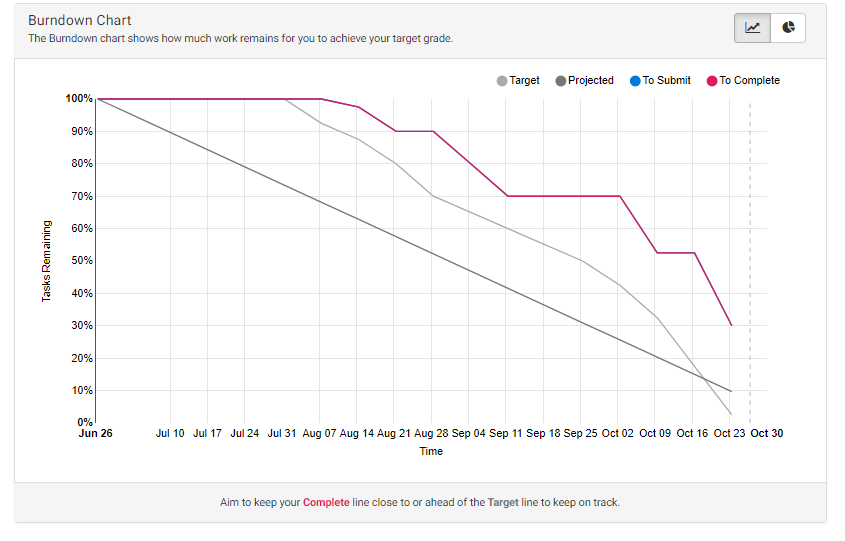 Burndown Chart
The Burndown chart shows how much work remains for you to achieve your target grade.
Target Projected To Submit To Complete
100%
90%
80%
70%
60%
50%
40%
30%
20%
10%
0%
Tasks Remaining
Jun 26 Jul 10 Jul 17 Jul 24 Jul 31 Aug 07 Aug 14 Aug 21 Aug 28 Sep 04 Sep 11 Sep 18 Sep 25 Oct 02 Oct 09 Oct 16 Oct 23 Oct 30
Time
Aim to keep your Complete line close to or ahead of the Target line to keep on track.